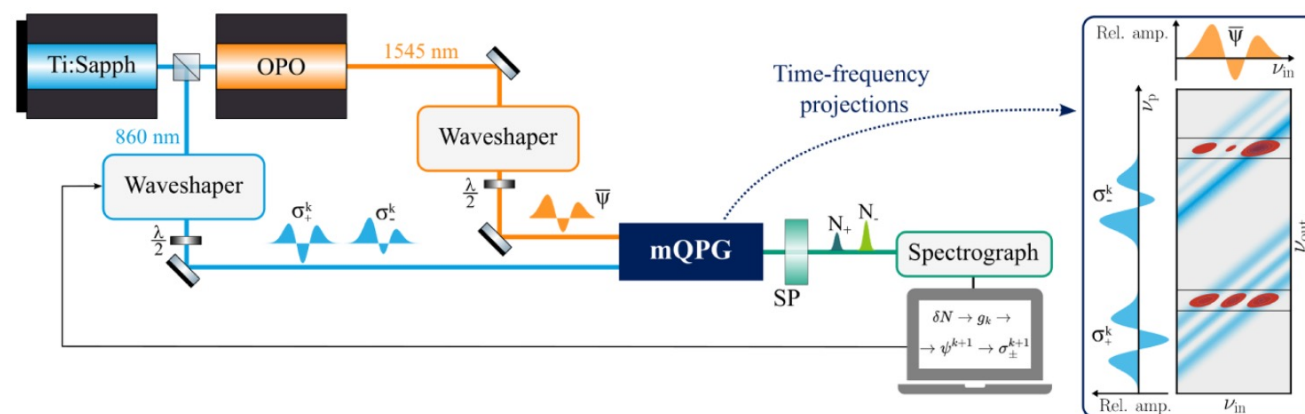 Ti:Sapph
OPO
1545 nm
860 nm
Waveshaper
Waveshaper
λ/2
λ/2
σ₊ᵏ
σ₋ᵏ
ψ̅
mQPG
Time-frequency
projections
SP
N₊
N₋
Spectrograph
δN → gₖ →
→ ψᵏ⁺¹ → σ±ᵏ⁺¹
Rel. amp.
ψ̅
νᵢₙ
νₚ
σ₋ᵏ
σ₊ᵏ
νₒᵤₜ
Rel. amp.
νᵢₙ